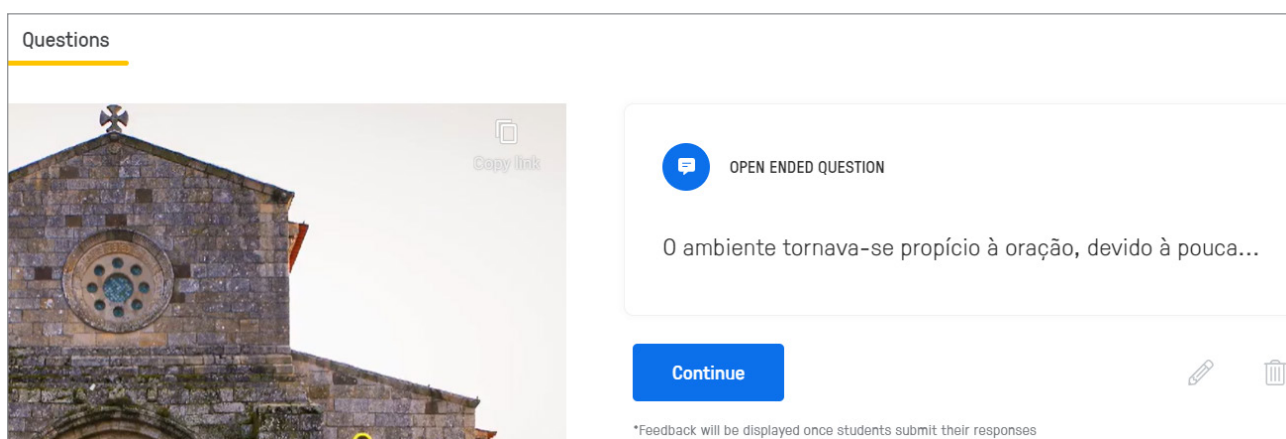 Questions
Copy link
OPEN ENDED QUESTION
O ambiente tornava-se propício à oração, devido à pouca...
Continue
*Feedback will be displayed once students submit their responses